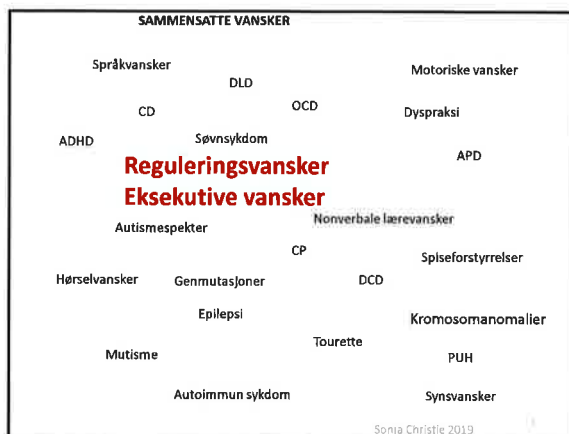 SAMMENSATTE VANSKER
Språkvansker
DLD
Motoriske vansker
CD
OCD
Dyspraksi
ADHD
Søvnsykdom
APD
Reguleringsvansker
Eksekutive vansker
Nonverbale lærevansker
Autismespekter
CP
Spiseforstyrrelser
Hørselvansker
Genmutasjoner
DCD
Epilepsi
Kromosomanomalier
Tourette
Mutisme
PUH
Autoimmun sykdom
Synsvansker
Sonja Christie 2019